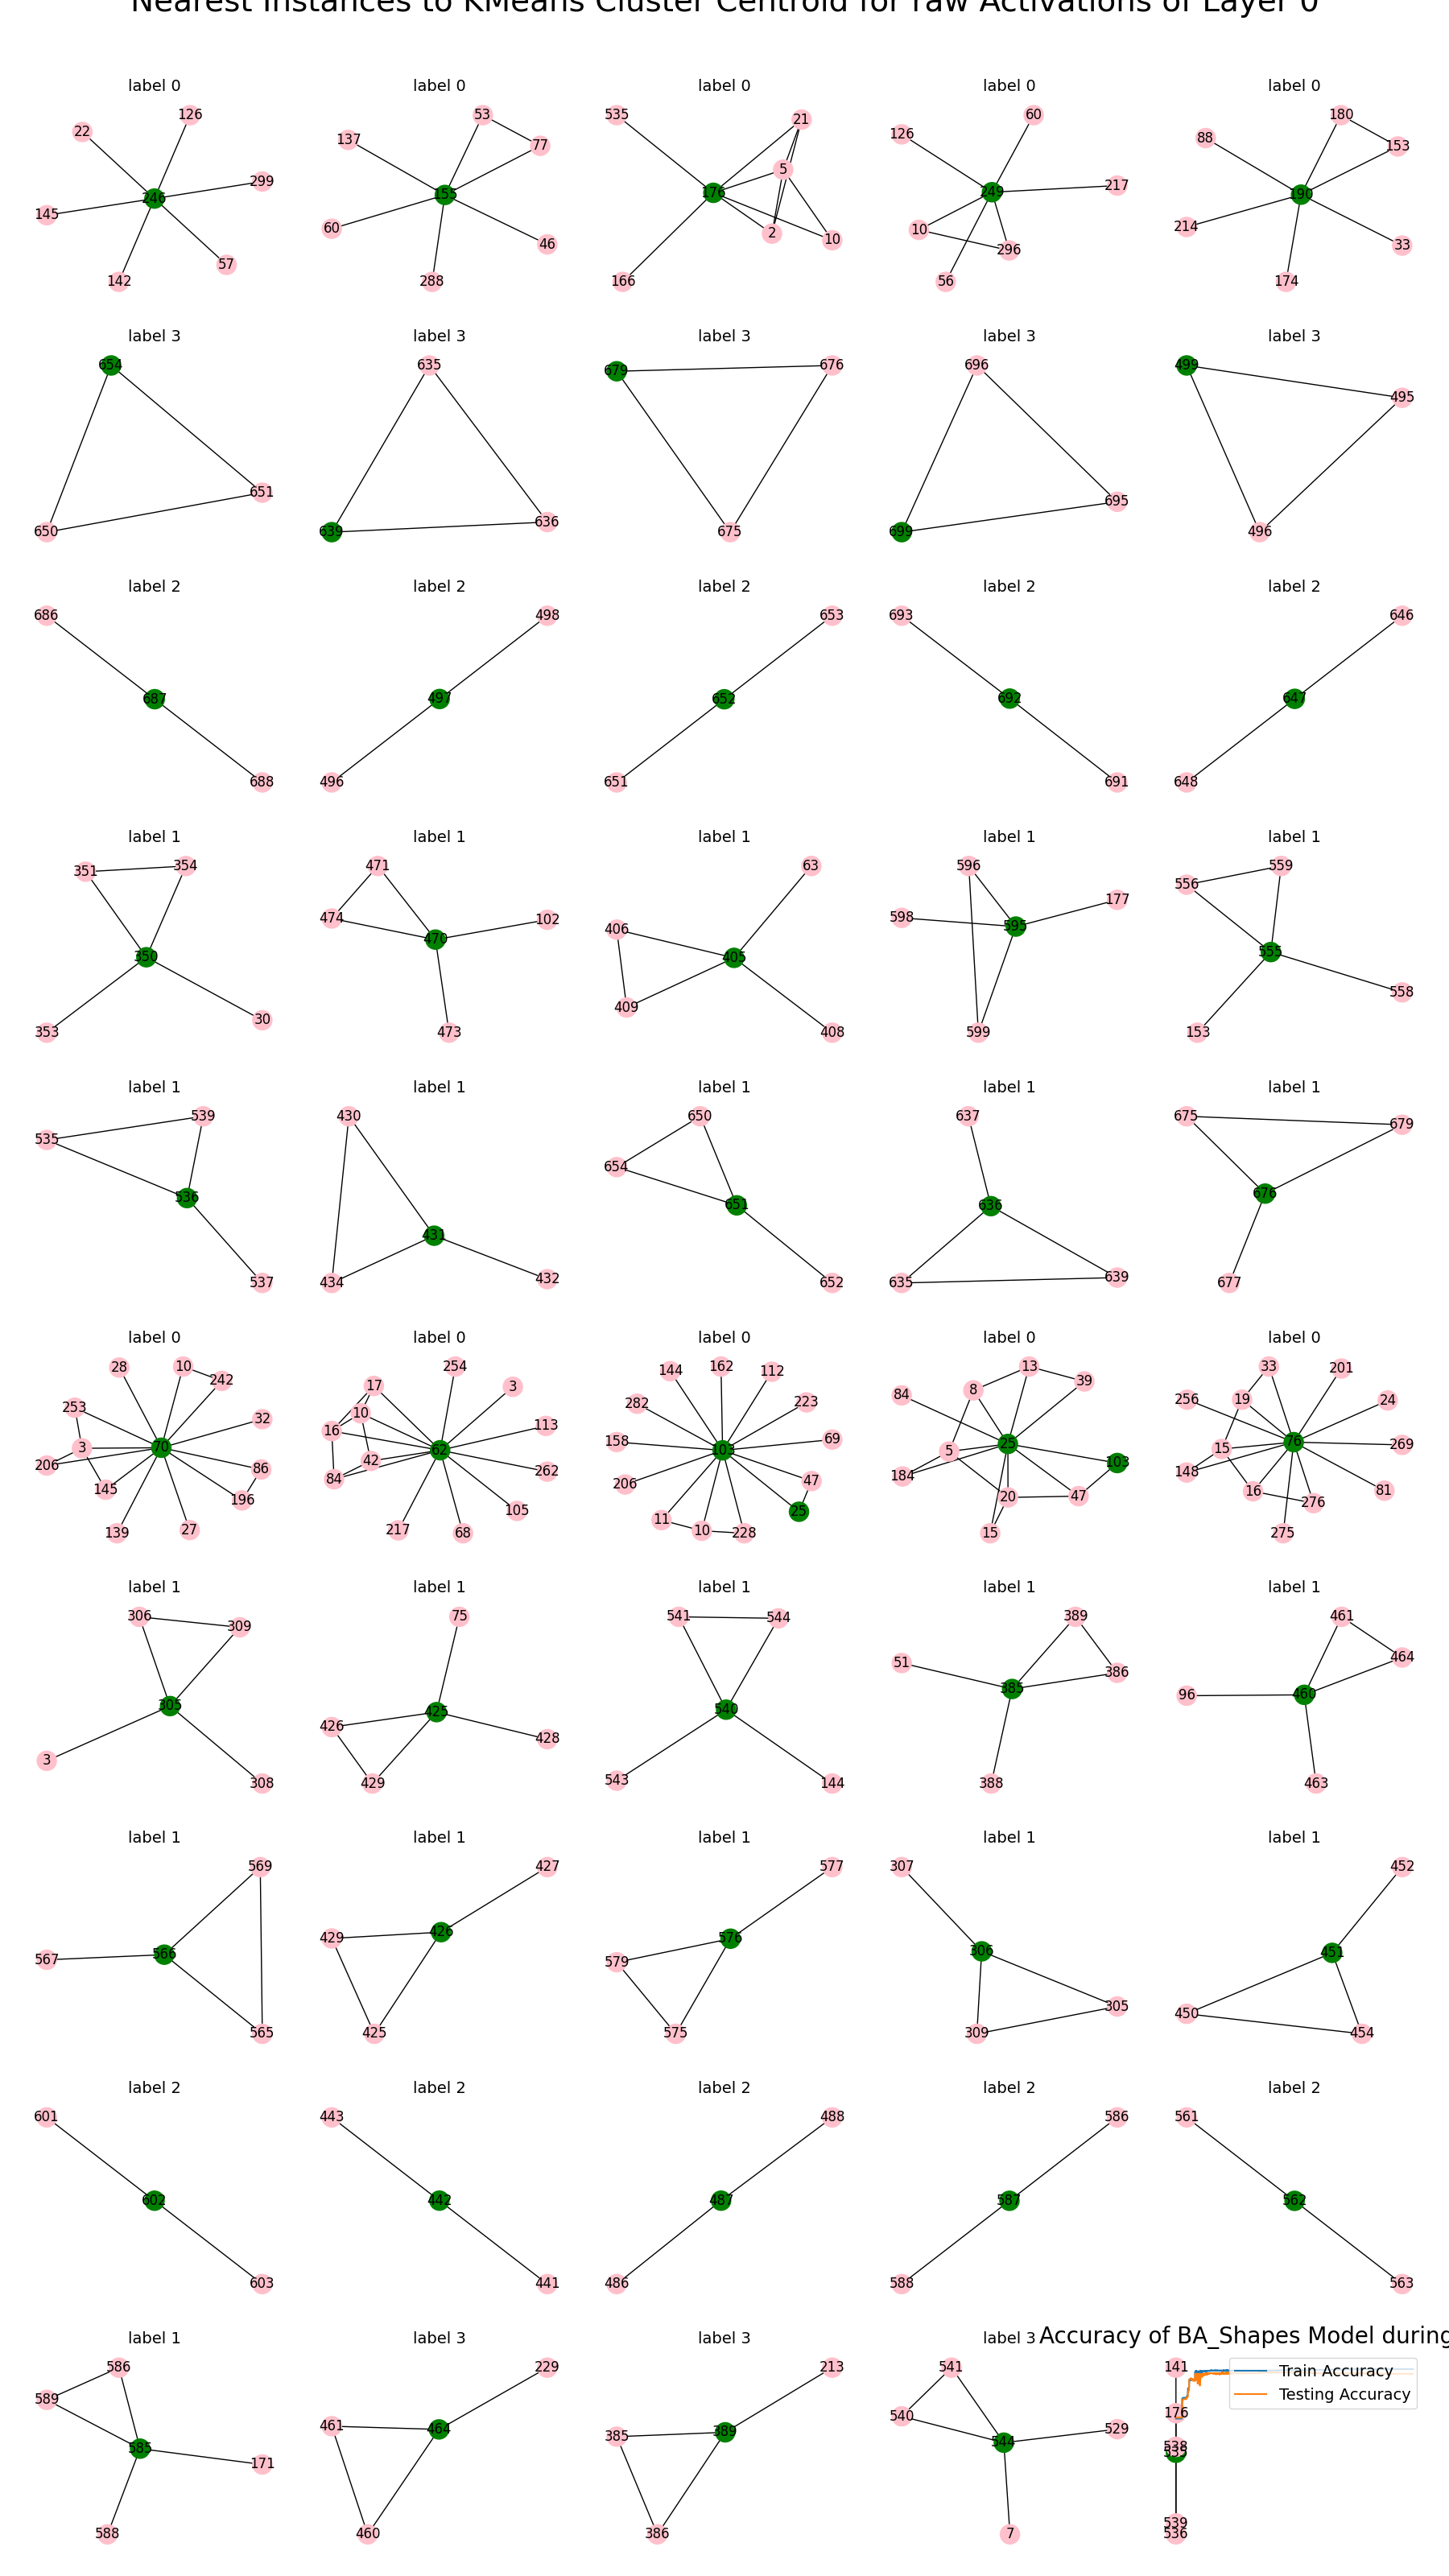 Nearest Instances to KMeans Cluster Centroid for raw Activations of Layer 0
label 0 label 0 label 0 label 0 label 0
22 126 299 246 145 57 142
53 137 77 155 60 46 288
535 21 5 176 2 10 166
60 126 249 217 10 296 56
180 88 153 190 214 33 174
label 3 label 3 label 3 label 3 label 3
654 651 650
635 636 639
679 676 675
696 695 699
499 495 496
label 2 label 2 label 2 label 2 label 2
686 687 688
498 497 496
653 652 651
693 692 691
646 647 648
label 1 label 1 label 1 label 1 label 1
351 354 350 353 30
471 474 470 102 473
63 406 405 409 408
596 598 595 177 599
559 556 555 558 153
label 1 label 1 label 1 label 1 label 1
539 535 536 537
430 431 434 432
650 654 651 652
637 636 635 639
675 679 676 677
label 0 label 0 label 0 label 0 label 0
28 10 242 253 32 3 70 206 86 145 196 139 27
254 17 3 10 16 113 62 42 84 262 105 217 68
144 162 112 282 223 158 103 69 206 47 11 25 10 228
13 8 39 84 25 5 103 184 20 47 15
33 201 256 19 24 15 76 269 148 16 276 81 275
label 1 label 1 label 1 label 1 label 1
306 309 305 3 308
75 426 425 428 429
541 544 540 543 144
389 51 386 385 388
461 464 96 460 463
label 1 label 1 label 1 label 1 label 1
569 567 566 565
427 429 426 425
577 576 579 575
307 306 305 309
452 451 450 454
label 2 label 2 label 2 label 2 label 2
601 602 603
443 442 441
488 487 486
586 587 588
561 562 563
label 1 label 3 label 3 label 3 Accuracy of BA_Shapes Model during
586 589 585 171 588
229 461 464 460
213 385 389 386
541 540 544 529 7
141 176 538 535 539 536
Train Accuracy
Testing Accuracy